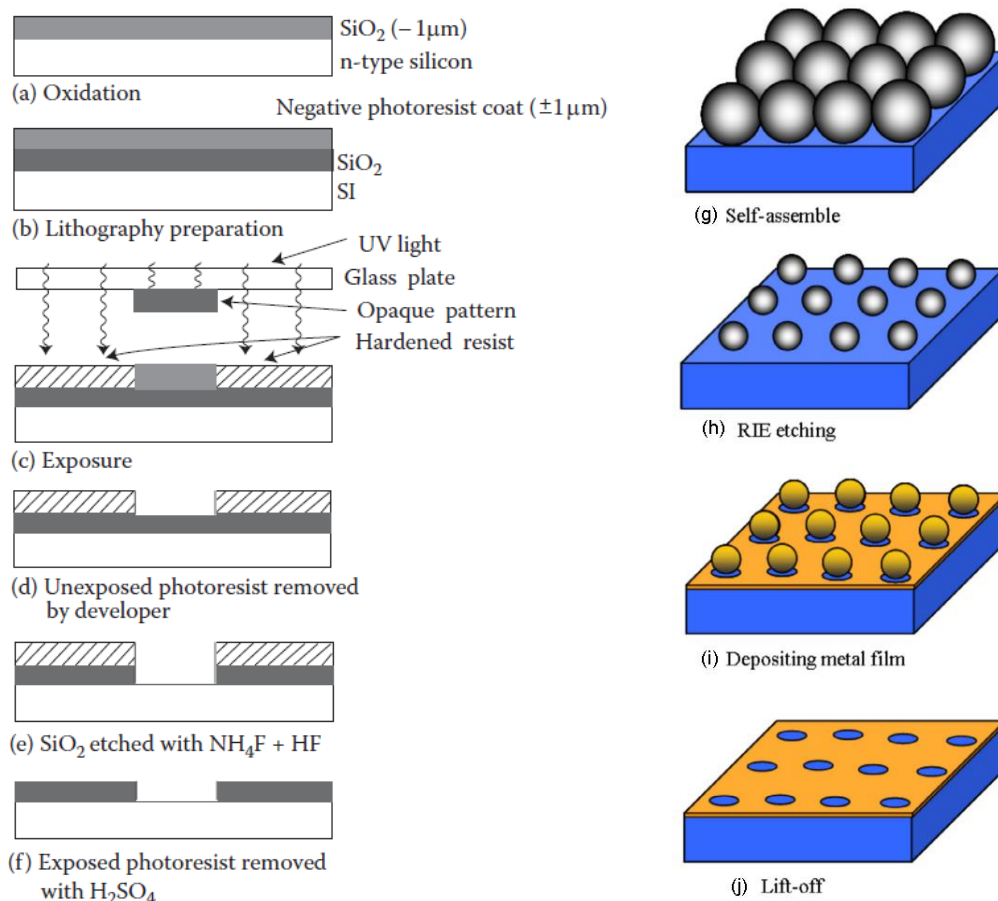 SiO₂ (– 1μm)
n-type silicon
(a) Oxidation
Negative photoresist coat (±1μm)
SiO₂
SI
(b) Lithography preparation
UV light
Glass plate
Opaque pattern
Hardened resist
(c) Exposure
(d) Unexposed photoresist removed
by developer
(e) SiO₂ etched with NH₄F + HF
(f) Exposed photoresist removed
with H₂SO₄
(g) Self-assemble
(h) RIE etching
(i) Depositing metal film
(j) Lift-off